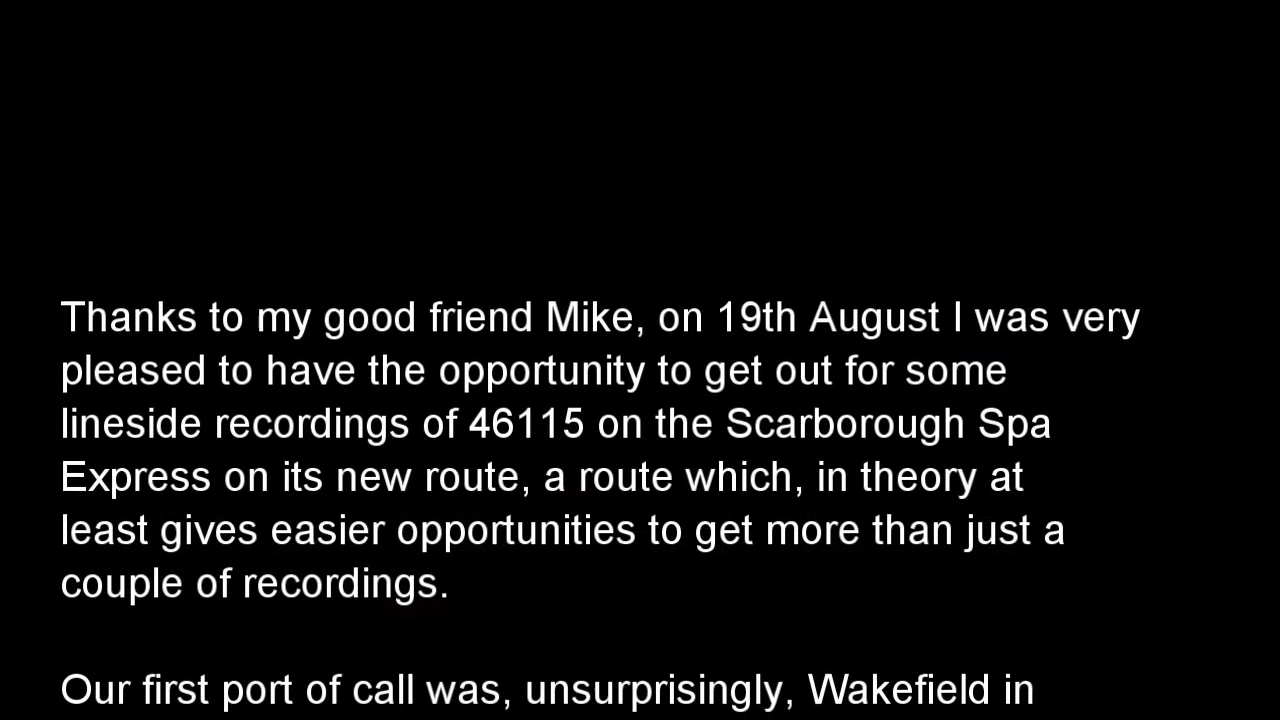 Thanks to my good friend Mike, on 19th August I was very
pleased to have the opportunity to get out for some
lineside recordings of 46115 on the Scarborough Spa
Express on its new route, a route which, in theory at
least gives easier opportunities to get more than just a
couple of recordings.
Our first port of call was, unsurprisingly, Wakefield in